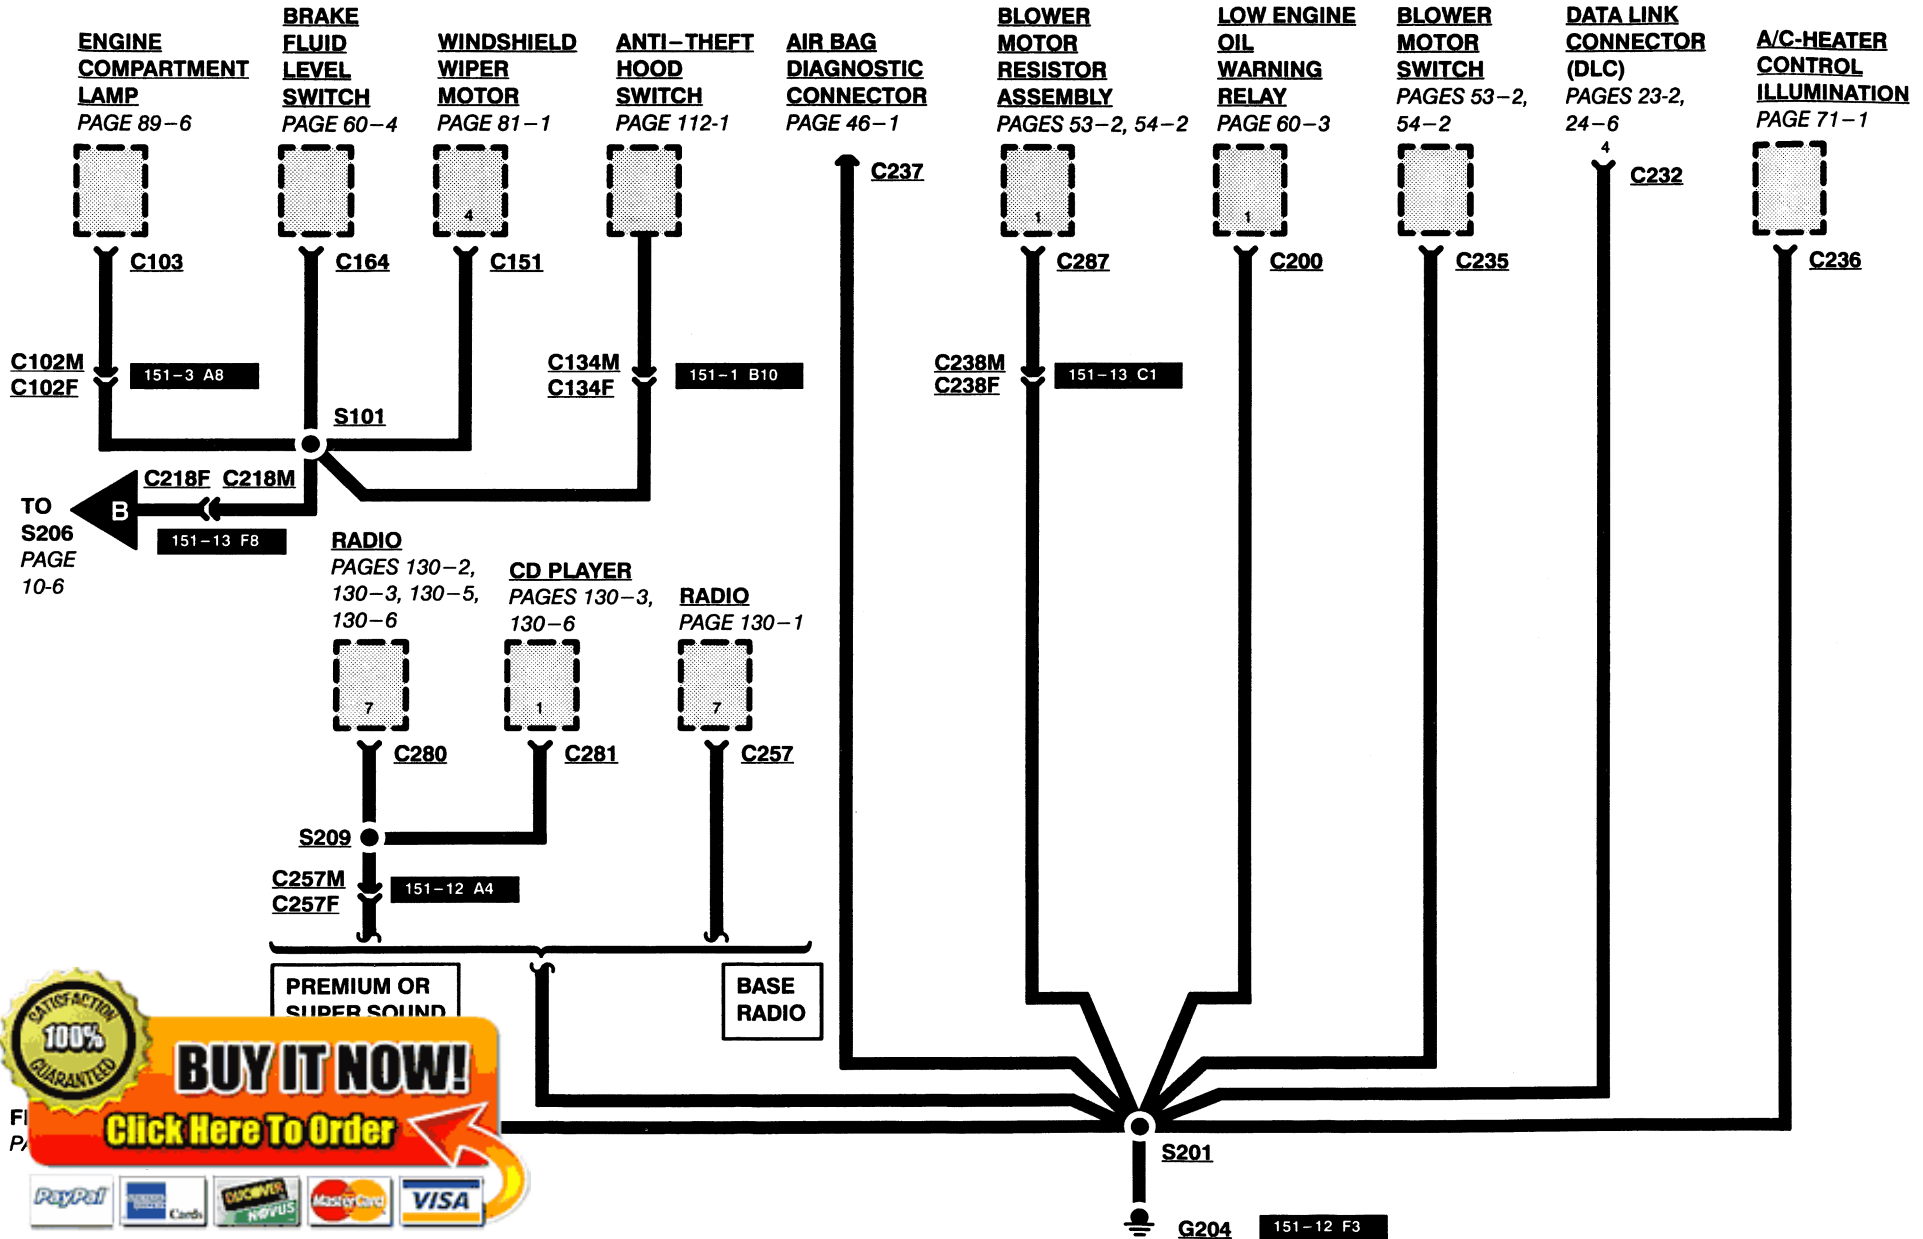 ENGINE
COMPARTMENT
LAMP
PAGE 89-6
BRAKE
FLUID
LEVEL
SWITCH
PAGE 60-4
WINDSHIELD
WIPER
MOTOR
PAGE 81-1
ANTI-THEFT
HOOD
SWITCH
PAGE 112-1
AIR BAG
DIAGNOSTIC
CONNECTOR
PAGE 46-1
BLOWER
MOTOR
RESISTOR
ASSEMBLY
PAGES 53-2, 54-2
LOW ENGINE
OIL
WARNING
RELAY
PAGE 60-3
BLOWER
MOTOR
SWITCH
PAGES 53-2,
54-2
DATA LINK
CONNECTOR
(DLC)
PAGES 23-2,
24-6
A/C-HEATER
CONTROL
ILLUMINATION
PAGE 71-1
4
1
1
4
C103
C164
C151
C237
C287
C200
C235
C232
C236
C102M
C102F
151-3 A8
C134M
C134F
151-1 B10
C238M
C238F
151-13 C1
S101
C218F
C218M
B
TO
S206
PAGE
10-6
151-13 F8
RADIO
PAGES 130-2,
130-3, 130-5,
130-6
CD PLAYER
PAGES 130-3,
130-6
RADIO
PAGE 130-1
7
1
7
C280
C281
C257
S209
C257M
C257F
151-12 A4
PREMIUM OR
SUPER SOUND
BASE
RADIO
SATISFACTION
100%
GUARANTEED
BUY IT NOW!
Click Here To Order
PayPal
Cards
DISCOVER
NOVUS
MasterCard
VISA
S201
G204
151-12 F3